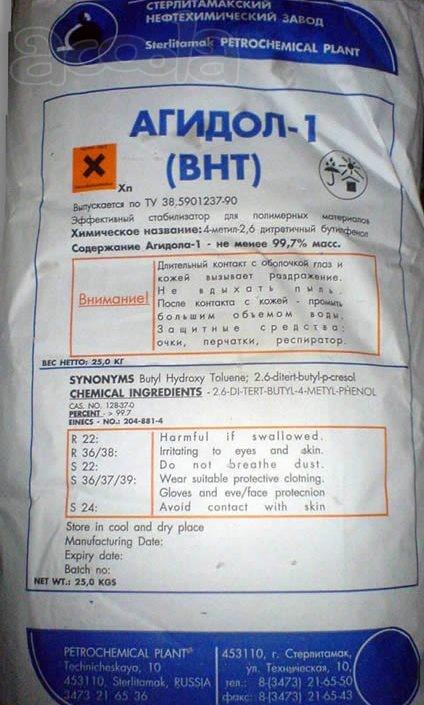 СТЕРЛИТАМАКСКИЙ
НЕФТЕХИМИЧЕСКИЙ ЗАВОД
Sterlitamak PETROCHEMICAL PLANT
acoola
АГИДОЛ-1
(ВНТ)
Xn
Выпускается по ТУ 38,5901237-90
Эффективный стабилизатор для полимерных материалов
Химическое название: 4-метил-2,6 дитретичный бутилфенол
Содержание Агидола-1 - не менее 99,7% масс.
Внимание!
Длительный контакт с оболочкой глаз и
кожей вызывает раздражение.
Не вдыхать пыль.
После контакта с кожей - промыть
большим объемом воды.
Защитные средства:
очки, перчатки, респиратор.
ВЕС НЕТТО: 25,0 КГ
SYNONYMS Butyl Hydroxy Toluene; 2.6-ditert-butyl-p-cresol
CHEMICAL INGREDIENTS - 2.6-DI-TERT-BUTYL-4-METYL-PHENOL
CAS. NO. 128-37-0
PERCENT - > 99.7
EINECS - NO.: 204-881-4
R 22: Harmful if swallowed.
R 36/38: Irritating to eyes and skin.
S 22: Do not breathe dust.
S 36/37/39: Wear suitable protective clotning.
Gloves and eve/face protecnion
S 24: Avoid contact with skin
Store in cool and dry place
Manufacturing Date:
Expiry date:
Batch no:
NET WT.: 25,0 KGS
PETROCHEMICAL PLANT
Technicheskaya, 10
453110, Sterlitamak, RUSSIA
3473 21 65 36
453110, г. Стерлитамак,
ул. Техническая, 10,
тел.: 8-(3473) 21-65-50
факс: 8-(3473) 21-65-43